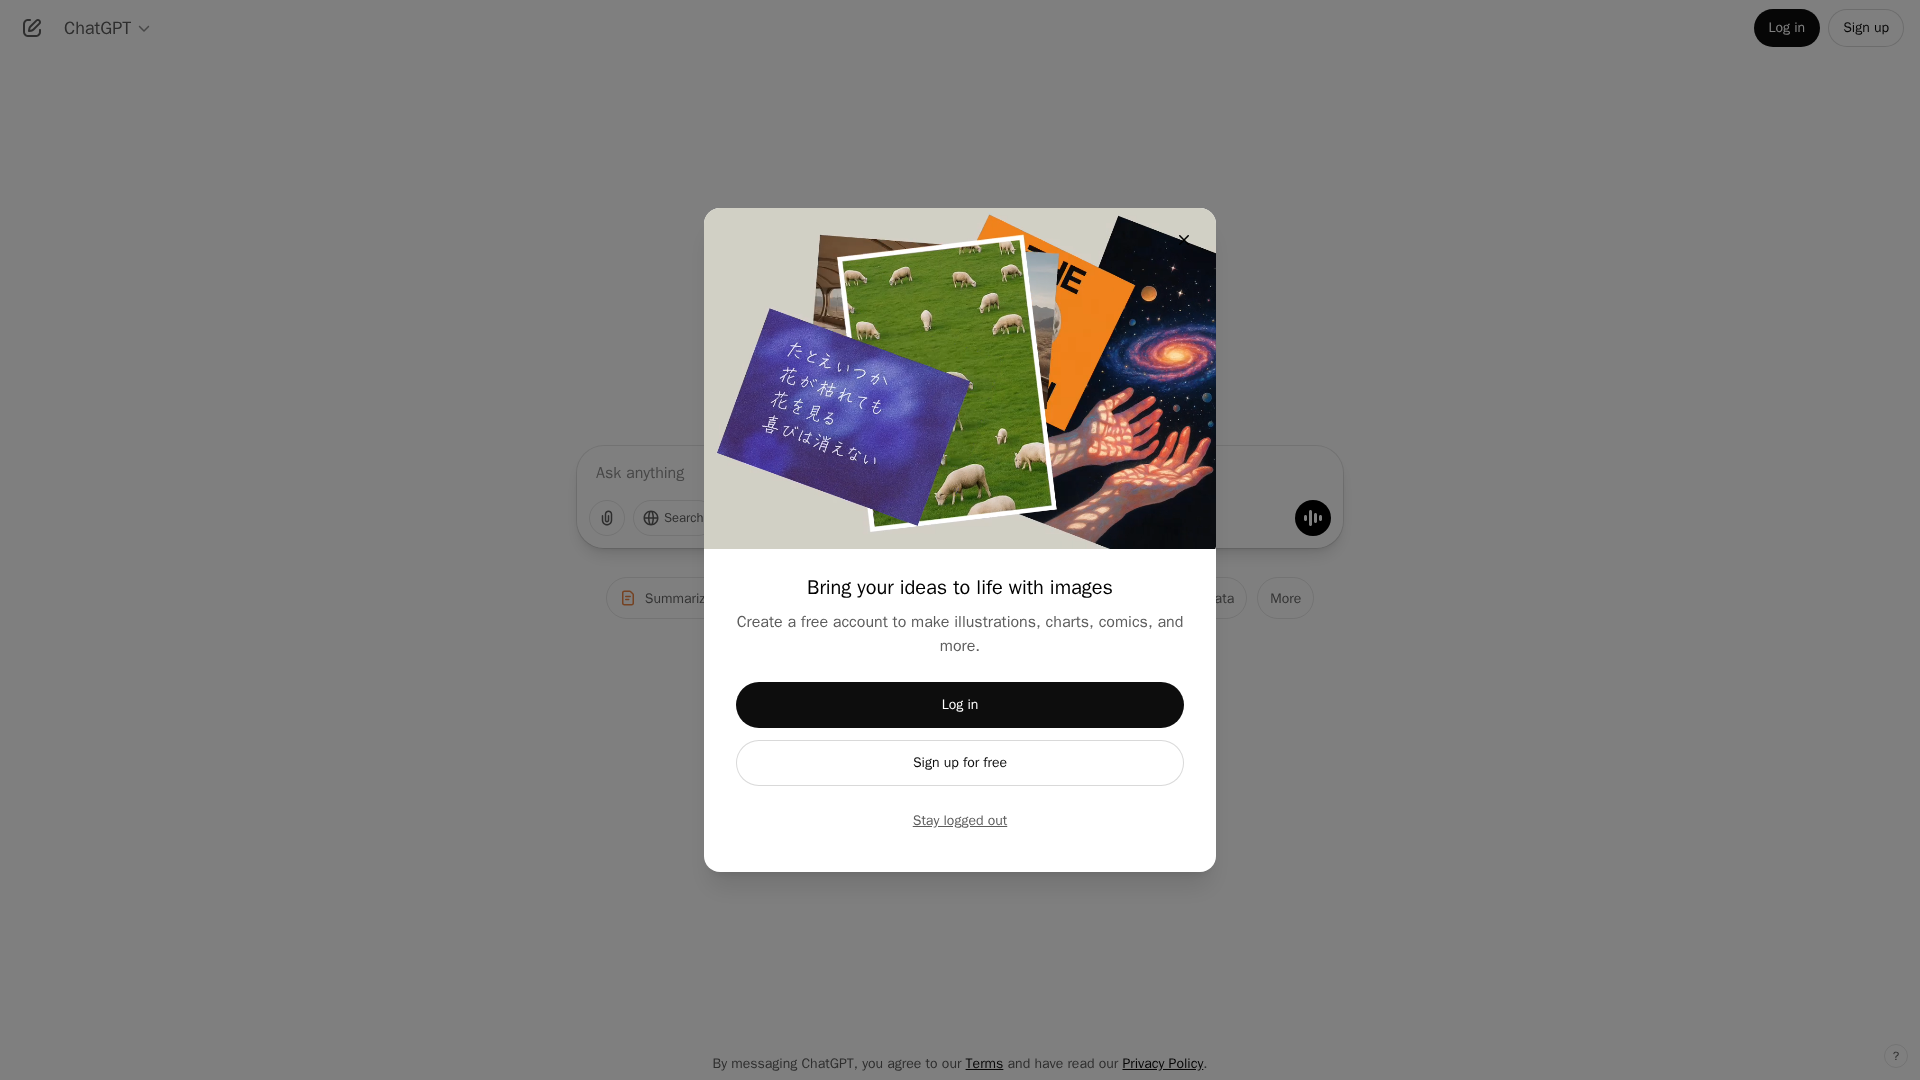 ChatGPT
Log in
Sign up
たとえいつか
花が枯れても
花を見る
喜びは消えない
Ask anything
Search
Bring your ideas to life with images
Create a free account to make illustrations, charts, comics, and
more.
More
Log in
Sign up for free
Stay logged out
By messaging ChatGPT, you agree to our Terms and have read our Privacy Policy.
?